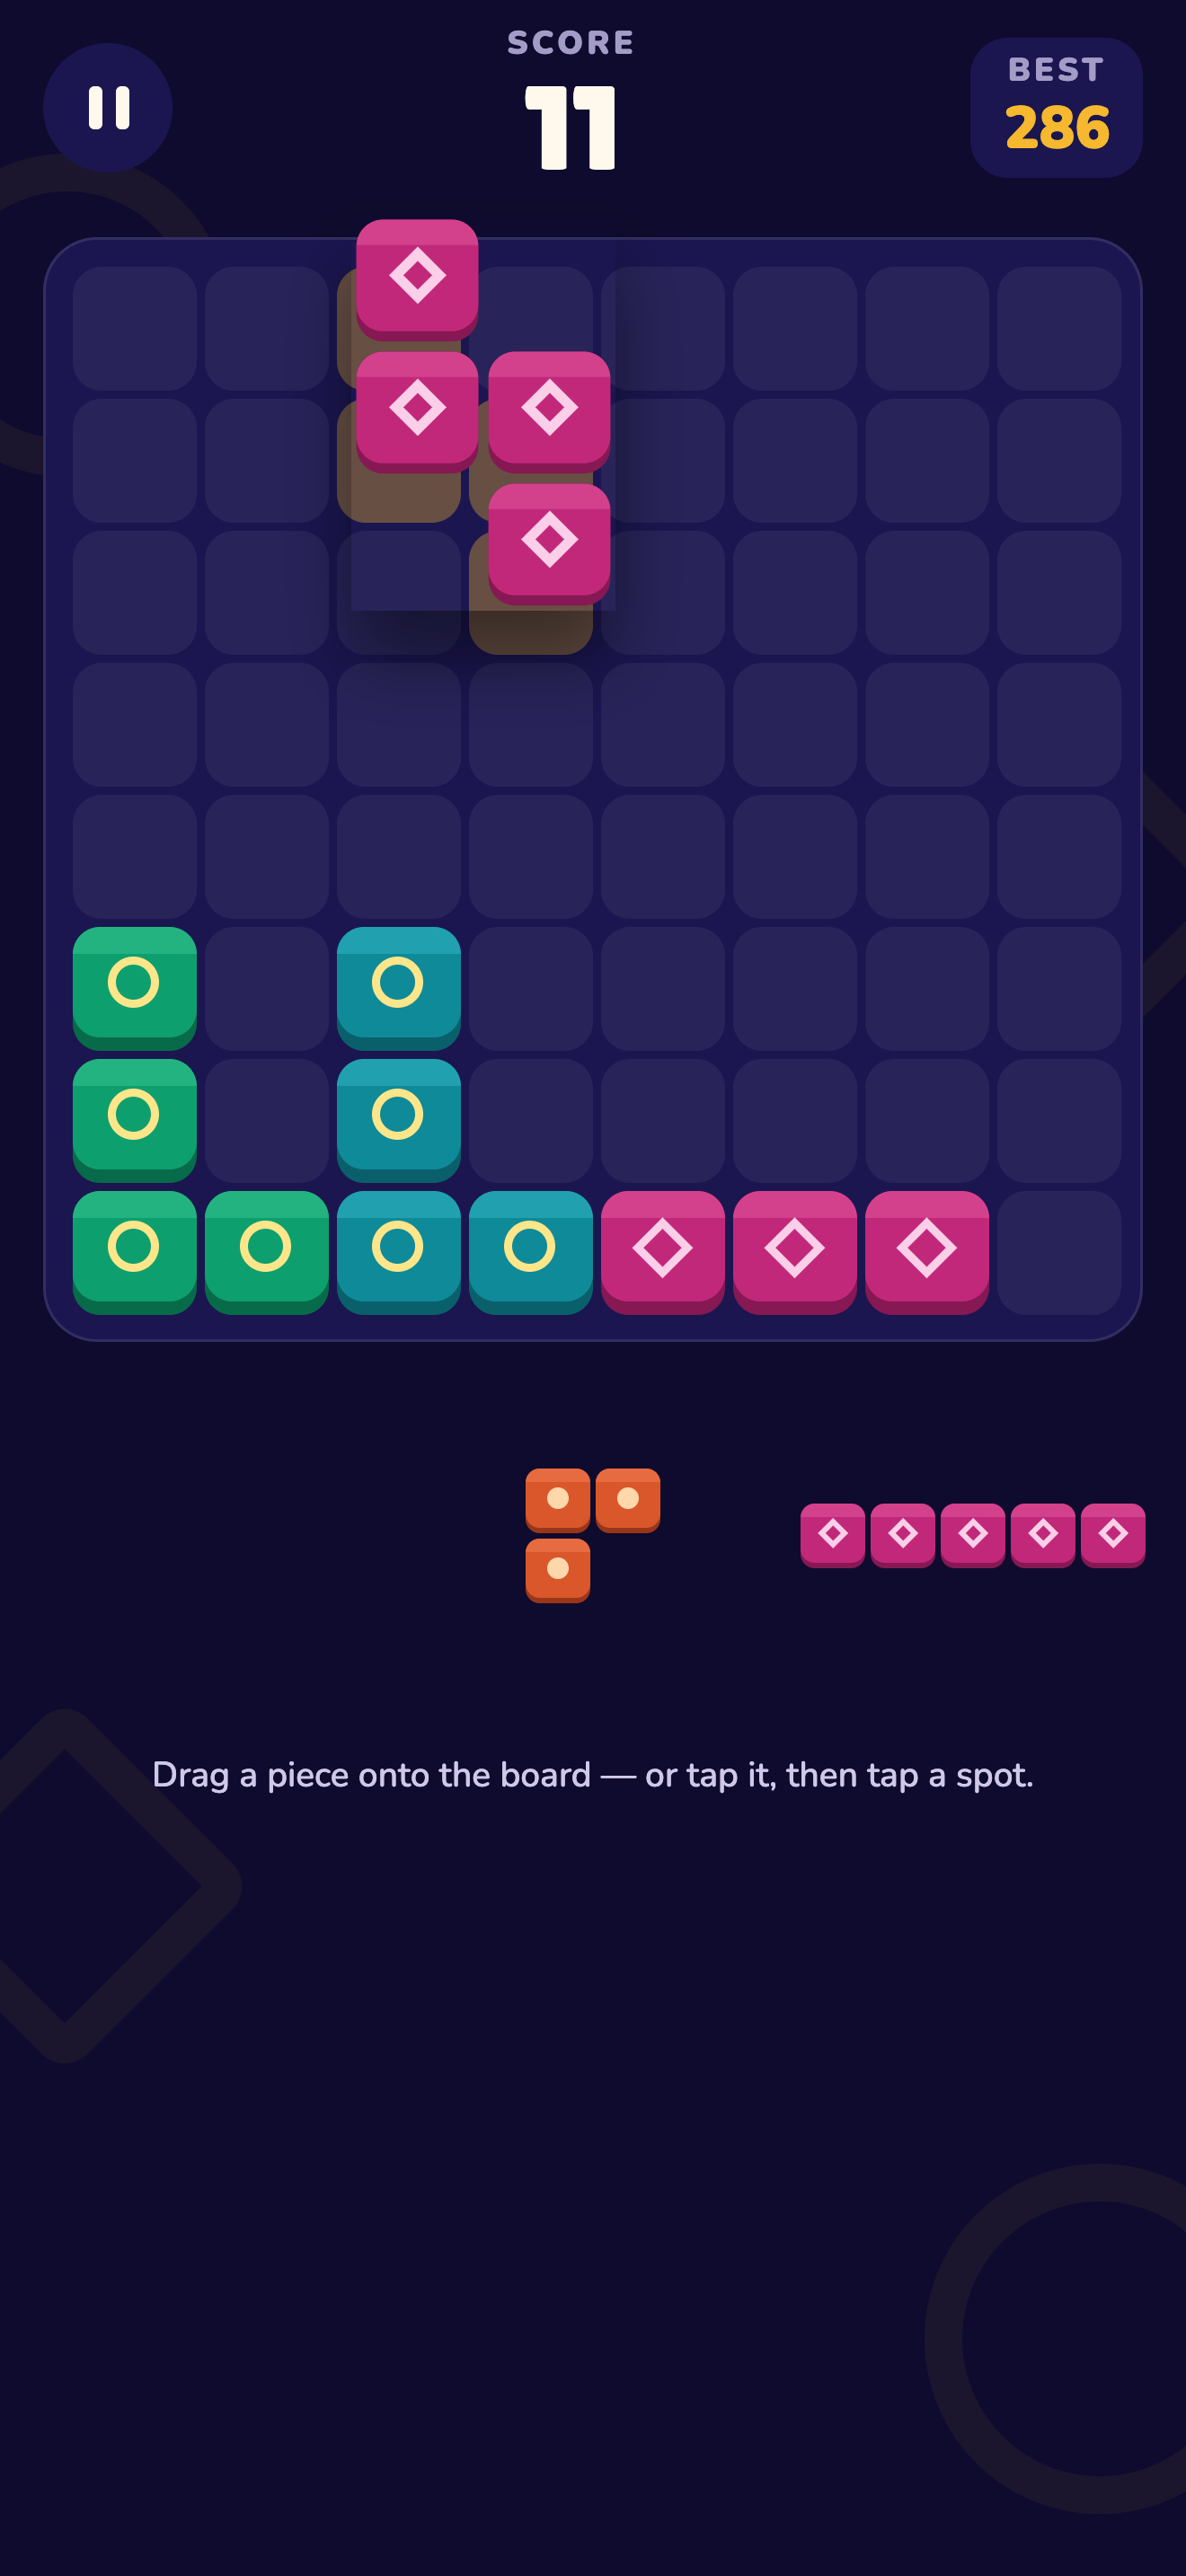 SCORE
11
BEST
286
Drag a piece onto the board — or tap it, then tap a spot.